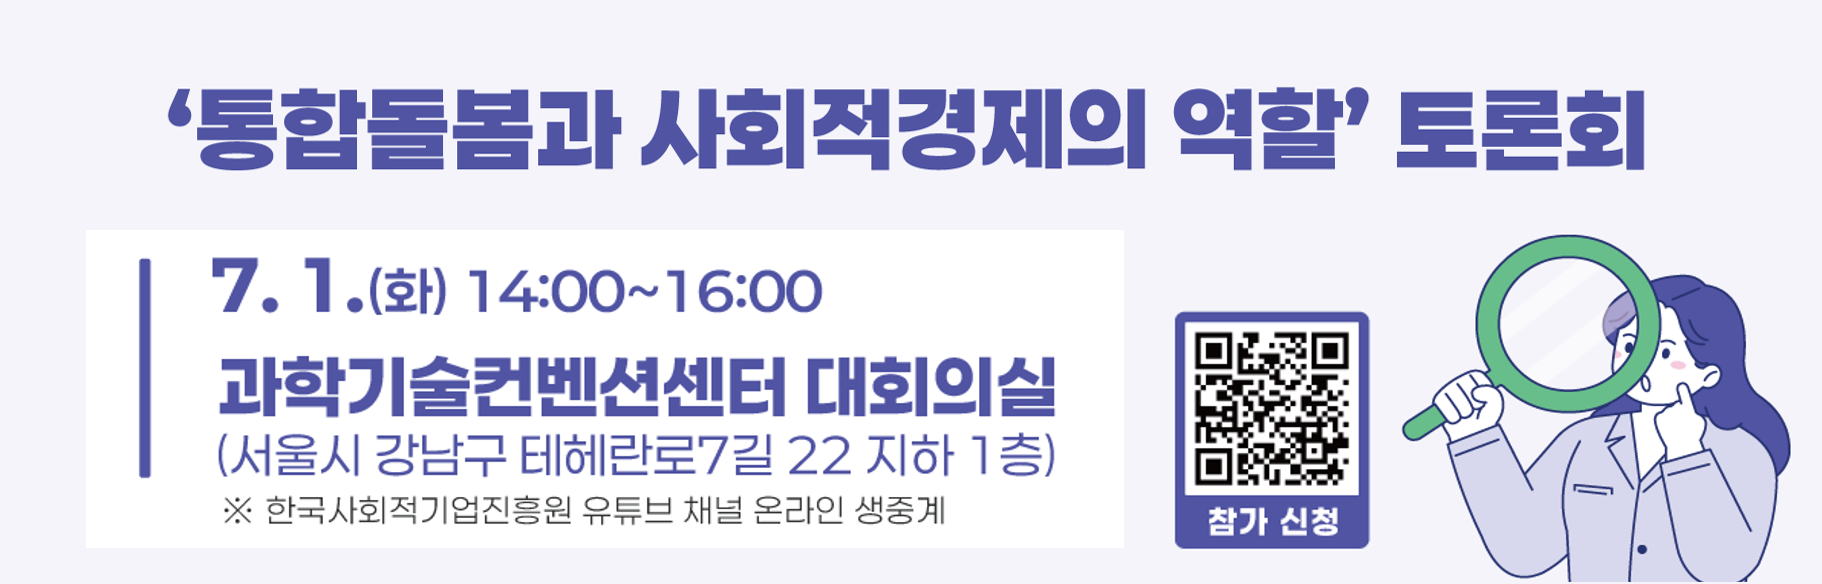 ‘통합돌봄과 사회적경제의 역할’ 토론회
7. 1.(화) 14:00~16:00
과학기술컨벤션센터 대회의실
(서울시 강남구 테헤란로7길 22 지하 1층)
※ 한국사회적기업진흥원 유튜브 채널 온라인 생중계
참가 신청